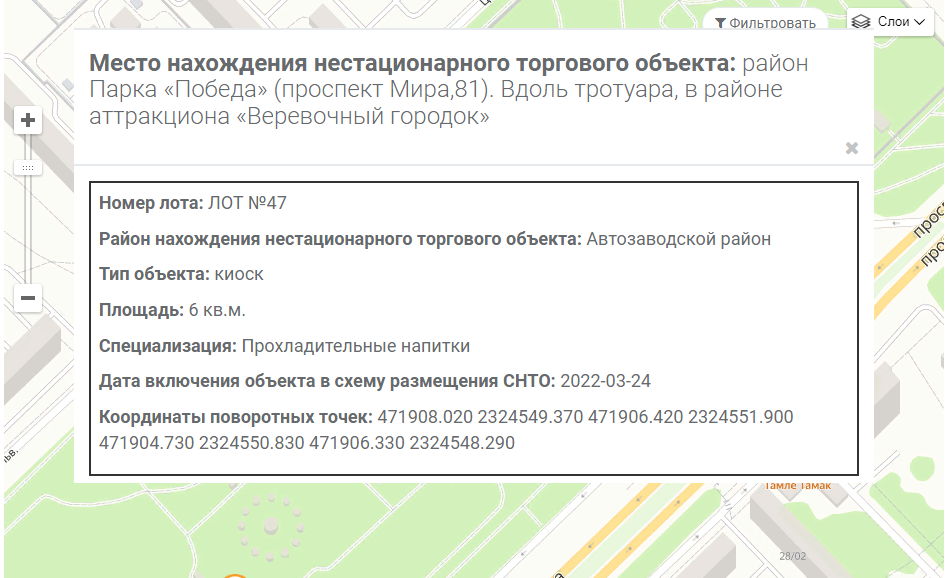 Фильтровать
Слои
Место нахождения нестационарного торгового объекта: район
Парка «Победа» (проспект Мира,81). Вдоль тротуара, в районе
аттракциона «Веревочный городок»
Номер лота: ЛОТ №47
Район нахождения нестационарного торгового объекта: Автозаводской район
Тип объекта: киоск
Площадь: 6 кв.м.
Специализация: Прохладительные напитки
Дата включения объекта в схему размещения СНТО: 2022-03-24
Координаты поворотных точек: 471908.020 2324549.370 471906.420 2324551.900
471904.730 2324550.830 471906.330 2324548.290
Тамле Тамак
28/02